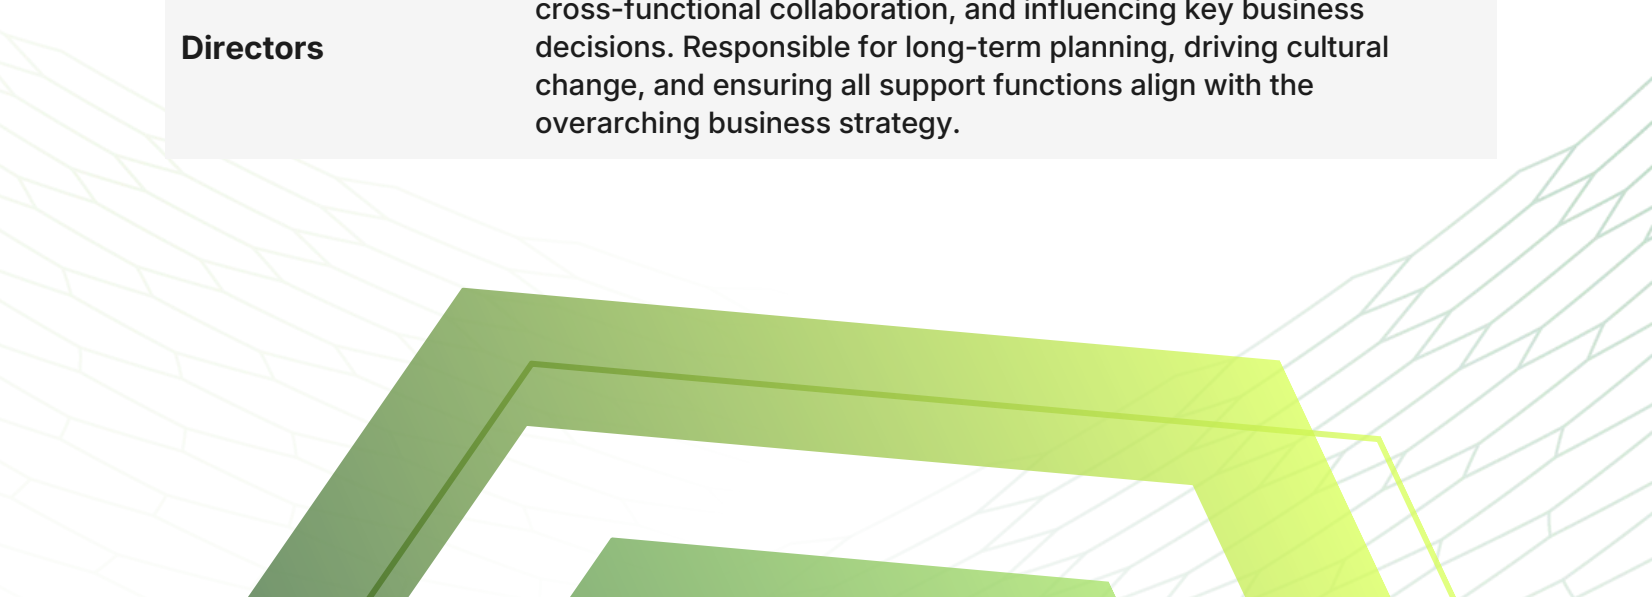 cross-functional collaboration, and influencing key business
Directors
decisions. Responsible for long-term planning, driving cultural
change, and ensuring all support functions align with the
overarching business strategy.